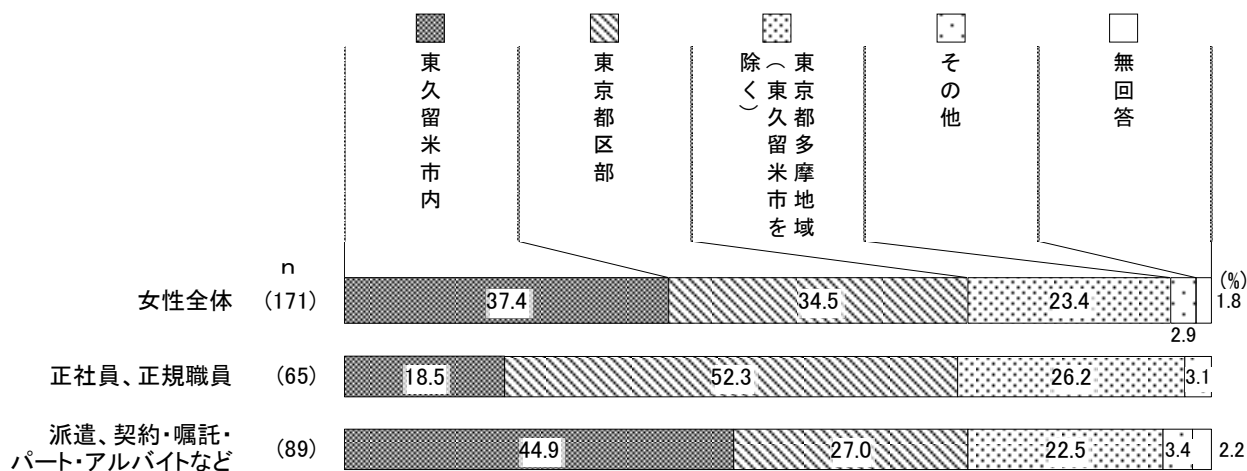 東久留米市内
東京都区部
東京都多摩地域
（東久留米市を
除く）
その他
無回答
ｎ
(%)
女性全体 (171) 37.4 34.5 23.4 2.9 1.8
正社員、正規職員 (65) 18.5 52.3 26.2 3.1
派遣、契約・嘱託・
パート・アルバイトなど (89) 44.9 27.0 22.5 3.4 2.2